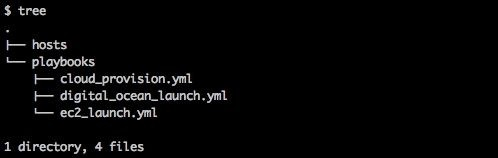 $ tree
.
├── hosts
└── playbooks
    ├── cloud_provision.yml
    ├── digital_ocean_launch.yml
    └── ec2_launch.yml

1 directory, 4 files